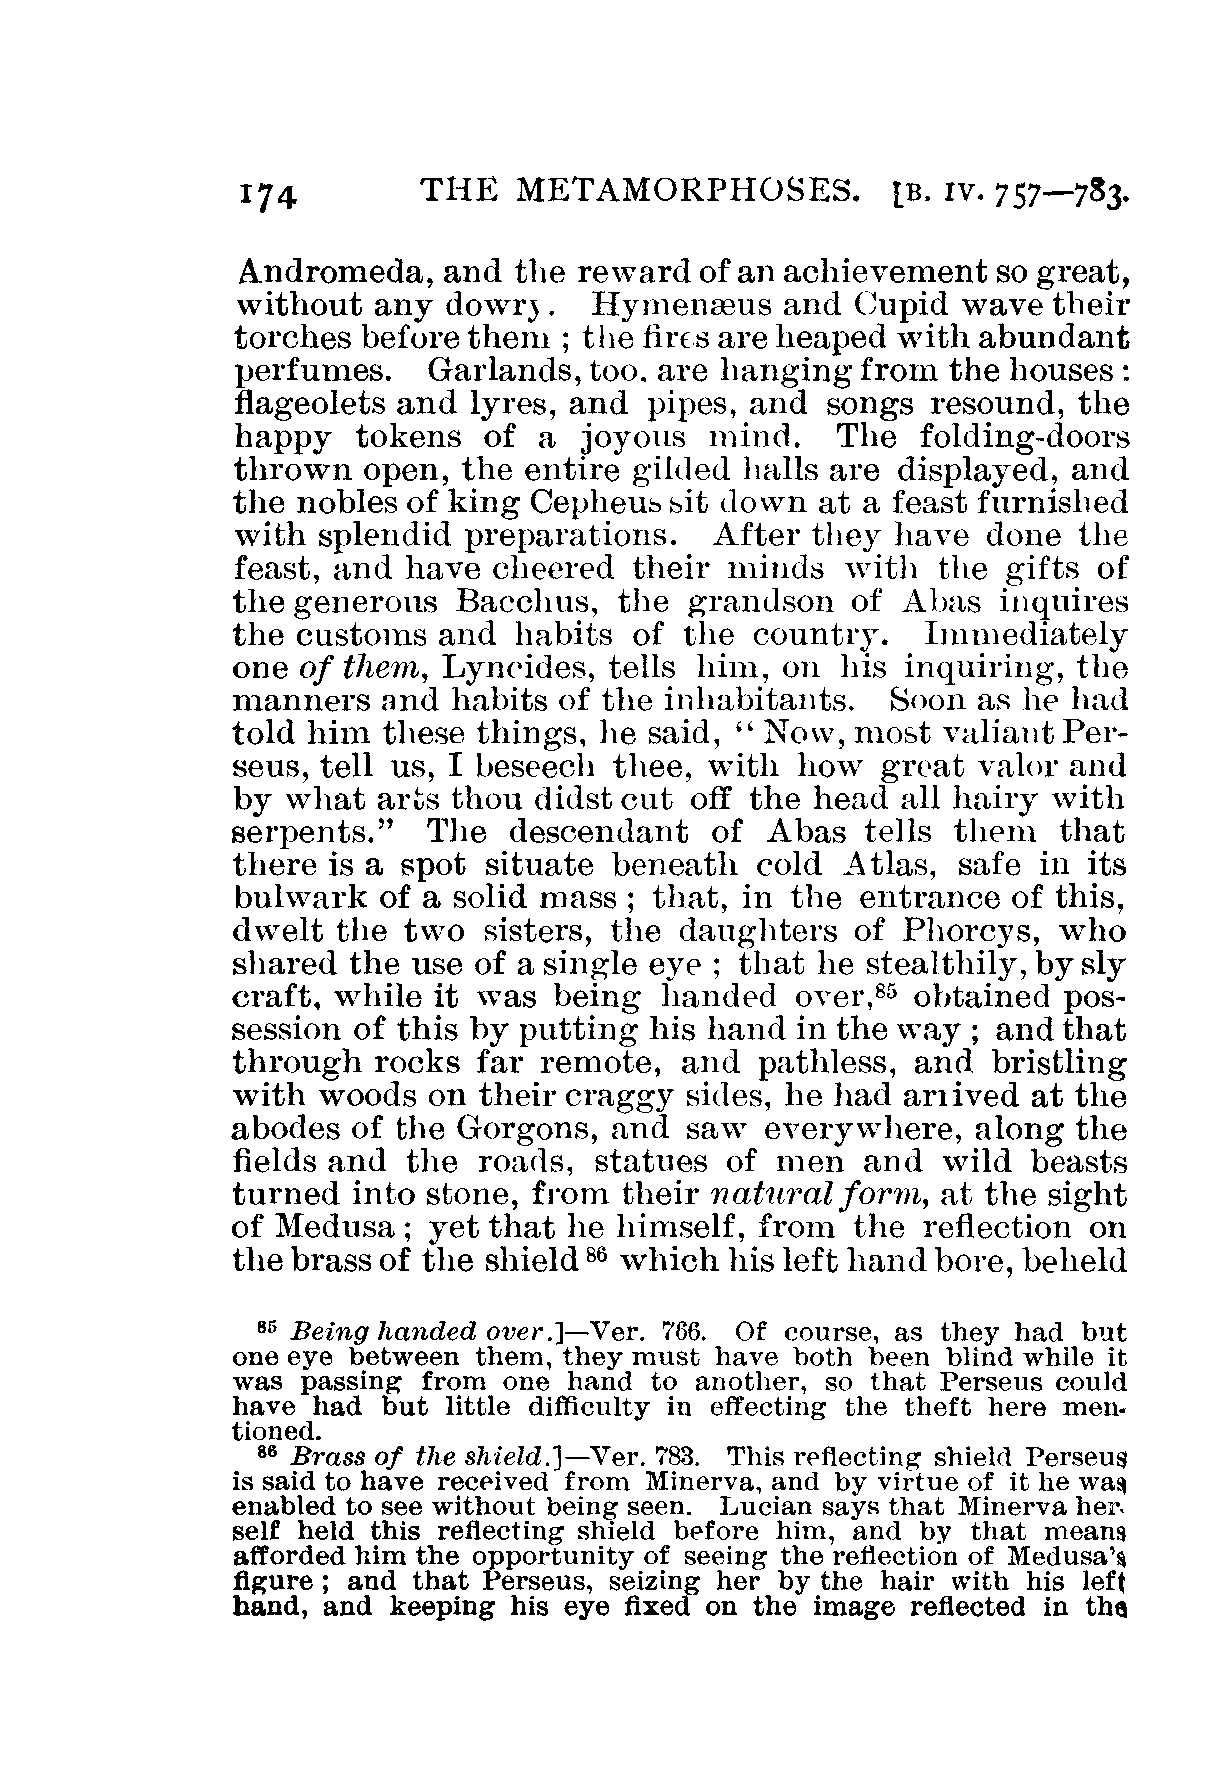 174 THE METAMORPHOSES. [B. IV. 757—783.
Andromeda, and the reward of an achievement so great,
without any dowry. Hymenæus and Cupid wave their
torches before them ; the fires are heaped with abundant
perfumes. Garlands, too, are hanging from the houses :
flageolets and lyres, and pipes, and songs resound, the
happy tokens of a joyous mind. The folding-doors
thrown open, the entire gilded halls are displayed, and
the nobles of king Cepheus sit down at a feast furnished
with splendid preparations. After they have done the
feast, and have cheered their minds with the gifts of
the generous Bacchus, the grandson of Abas inquires
the customs and habits of the country. Immediately
one of them, Lyncides, tells him, on his inquiring, the
manners and habits of the inhabitants. Soon as he had
told him these things, he said, “ Now, most valiant Per-
seus, tell us, I beseech thee, with how great valor and
by what arts thou didst cut off the head all hairy with
serpents.” The descendant of Abas tells them that
there is a spot situate beneath cold Atlas, safe in its
bulwark of a solid mass ; that, in the entrance of this,
dwelt the two sisters, the daughters of Phorcys, who
shared the use of a single eye ; that he stealthily, by sly
craft, while it was being handed over,⁸⁵ obtained pos-
session of this by putting his hand in the way ; and that
through rocks far remote, and pathless, and bristling
with woods on their craggy sides, he had arrived at the
abodes of the Gorgons, and saw everywhere, along the
fields and the roads, statues of men and wild beasts
turned into stone, from their natural form, at the sight
of Medusa ; yet that he himself, from the reflection on
the brass of the shield ⁸⁶ which his left hand bore, beheld
⁸⁵ Being handed over.]—Ver. 766. Of course, as they had but
one eye between them, they must have both been blind while it
was passing from one hand to another, so that Perseus could
have had but little difficulty in effecting the theft here men-
tioned.
⁸⁶ Brass of the shield.]—Ver. 783. This reflecting shield Perseus
is said to have received from Minerva, and by virtue of it he was
enabled to see without being seen. Lucian says that Minerva her-
self held this reflecting shield before him, and by that means
afforded him the opportunity of seeing the reflection of Medusa’s
figure ; and that Perseus, seizing her by the hair with his left
hand, and keeping his eye fixed on the image reflected in the